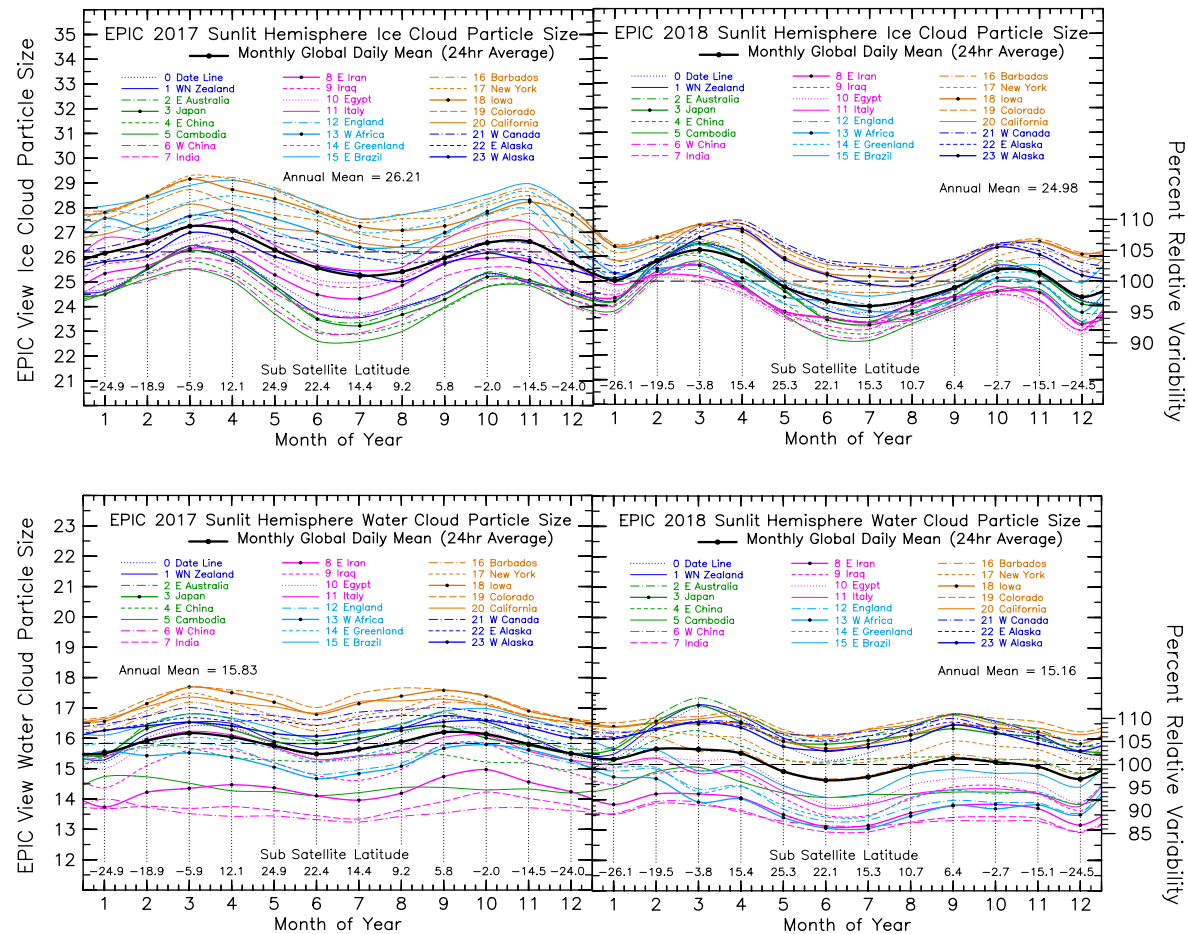 EPIC 2017 Sunlit Hemisphere Ice Cloud Particle Size
Monthly Global Daily Mean (24hr Average)
0 Date Line
1 WN Zealand
2 E Australia
3 Japan
4 E China
5 Cambodia
6 W China
7 India
8 E Iran
9 Iraq
10 Egypt
11 Italy
12 England
13 W Africa
14 E Greenland
15 E Brazil
16 Barbados
17 New York
18 Iowa
19 Colorado
20 California
21 W Canada
22 E Alaska
23 W Alaska
Annual Mean = 26.21
EPIC View Ice Cloud Particle Size
35
34
33
32
31
30
29
28
27
26
25
24
23
22
21
Sub Satellite Latitude
-24.9 -18.9 -5.9 12.1 24.9 22.4 14.4 9.2 5.8 -2.0 -14.5 -24.0
1 2 3 4 5 6 7 8 9 10 11 12
Month of Year
EPIC 2018 Sunlit Hemisphere Ice Cloud Particle Size
Monthly Global Daily Mean (24hr Average)
0 Date Line
1 WN Zealand
2 E Australia
3 Japan
4 E China
5 Cambodia
6 W China
7 India
8 E Iran
9 Iraq
10 Egypt
11 Italy
12 England
13 W Africa
14 E Greenland
15 E Brazil
16 Barbados
17 New York
18 Iowa
19 Colorado
20 California
21 W Canada
22 E Alaska
23 W Alaska
Annual Mean = 24.98
110
105
100
95
90
Percent Relative Variability
Sub Satellite Latitude
-26.1 -19.5 -3.8 15.4 25.3 22.1 15.3 10.7 6.4 -2.7 -15.1 -24.5
1 2 3 4 5 6 7 8 9 10 11 12
Month of Year
EPIC 2017 Sunlit Hemisphere Water Cloud Particle Size
Monthly Global Daily Mean (24hr Average)
0 Date Line
1 WN Zealand
2 E Australia
3 Japan
4 E China
5 Cambodia
6 W China
7 India
8 E Iran
9 Iraq
10 Egypt
11 Italy
12 England
13 W Africa
14 E Greenland
15 E Brazil
16 Barbados
17 New York
18 Iowa
19 Colorado
20 California
21 W Canada
22 E Alaska
23 W Alaska
Annual Mean = 15.83
EPIC View Water Cloud Particle Size
23
22
21
20
19
18
17
16
15
14
13
12
Sub Satellite Latitude
-24.9 -18.9 -5.9 12.1 24.9 22.4 14.4 9.2 5.8 -2.0 -14.5 -24.0
1 2 3 4 5 6 7 8 9 10 11 12
Month of Year
EPIC 2018 Sunlit Hemisphere Water Cloud Particle Size
Monthly Global Daily Mean (24hr Average)
0 Date Line
1 WN Zealand
2 E Australia
3 Japan
4 E China
5 Cambodia
6 W China
7 India
8 E Iran
9 Iraq
10 Egypt
11 Italy
12 England
13 W Africa
14 E Greenland
15 E Brazil
16 Barbados
17 New York
18 Iowa
19 Colorado
20 California
21 W Canada
22 E Alaska
23 W Alaska
Annual Mean = 15.16
110
105
100
95
90
85
Percent Relative Variability
Sub Satellite Latitude
-26.1 -19.5 -3.8 15.4 25.3 22.1 15.3 10.7 6.4 -2.7 -15.1 -24.5
1 2 3 4 5 6 7 8 9 10 11 12
Month of Year